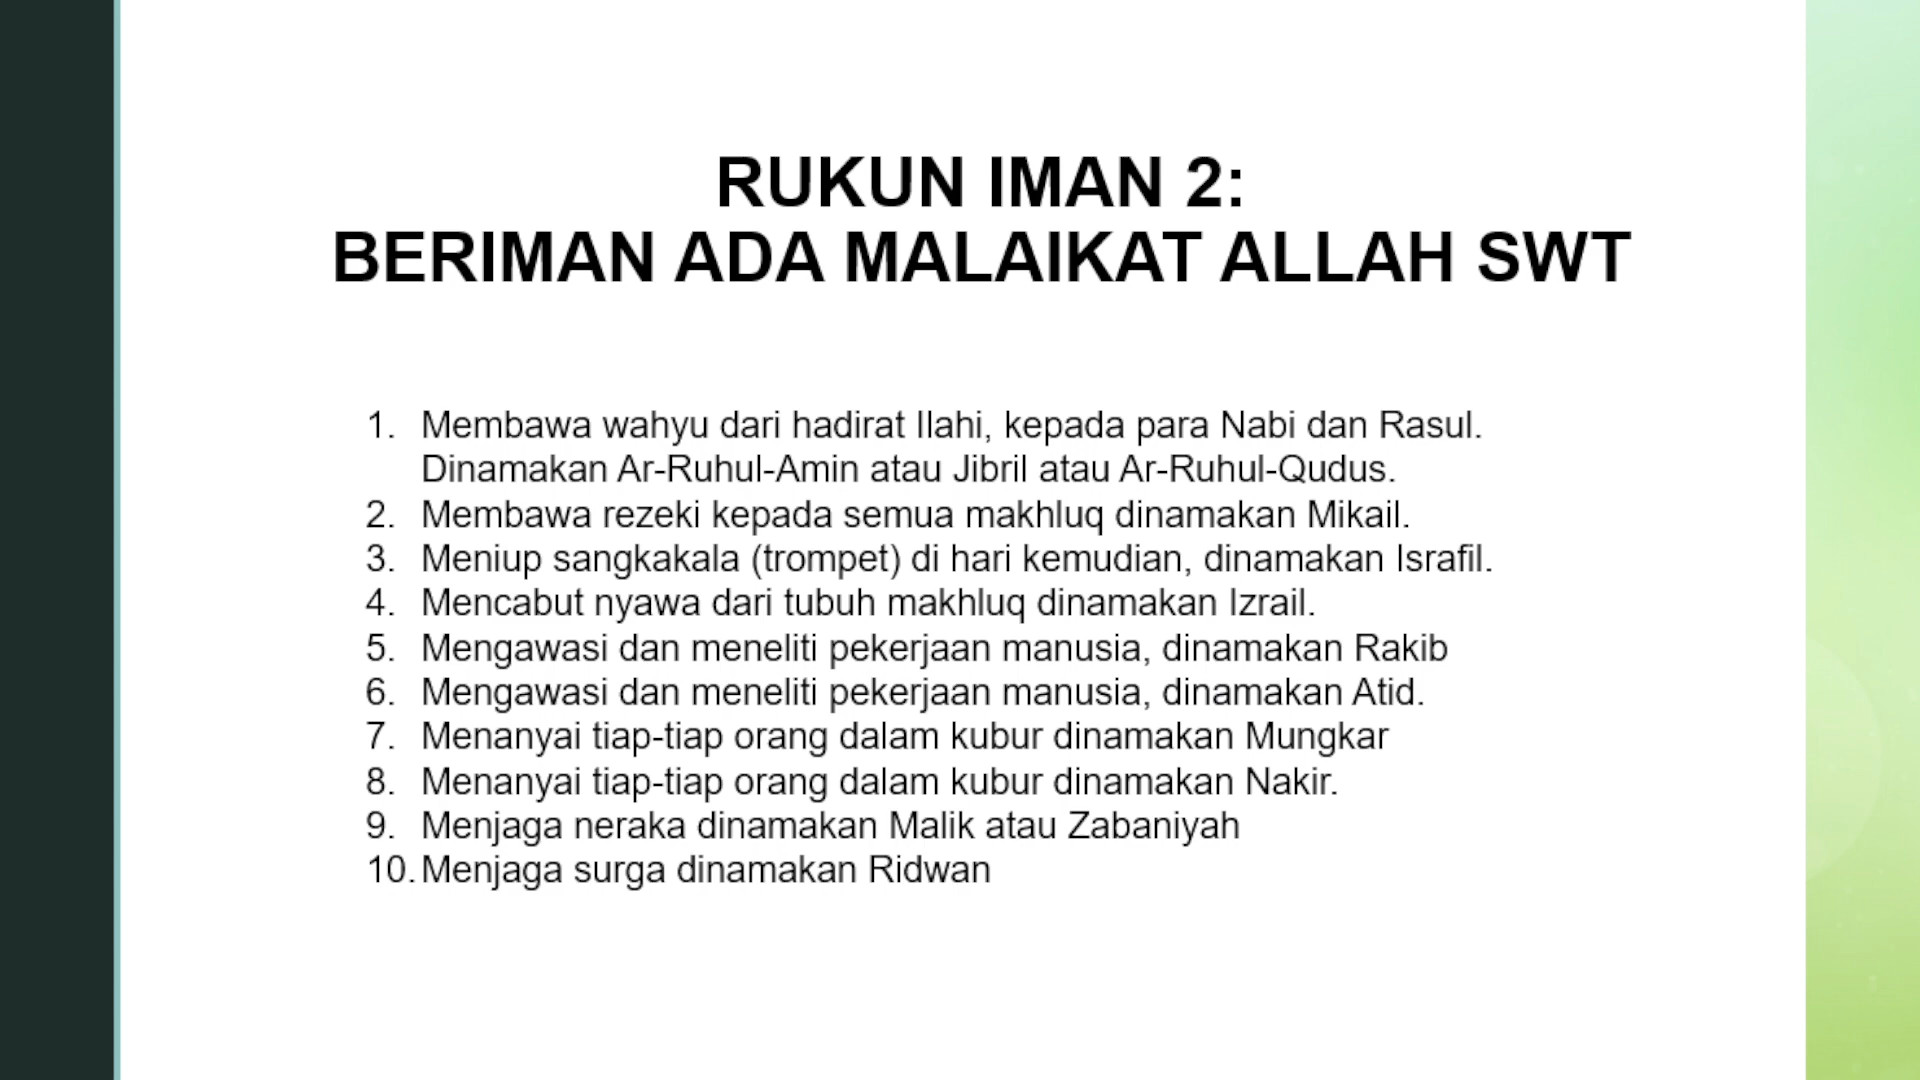 RUKUN IMAN 2:
BERIMAN ADA MALAIKAT ALLAH SWT
1. Membawa wahyu dari hadirat Ilahi, kepada para Nabi dan Rasul.
Dinamakan Ar-Ruhul-Amin atau Jibril atau Ar-Ruhul-Qudus.
2. Membawa rezeki kepada semua makhluq dinamakan Mikail.
3. Meniup sangkakala (trompet) di hari kemudian, dinamakan Israfil.
4. Mencabut nyawa dari tubuh makhluq dinamakan Izrail.
5. Mengawasi dan meneliti pekerjaan manusia, dinamakan Rakib
6. Mengawasi dan meneliti pekerjaan manusia, dinamakan Atid.
7. Menanyai tiap-tiap orang dalam kubur dinamakan Mungkar
8. Menanyai tiap-tiap orang dalam kubur dinamakan Nakir.
9. Menjaga neraka dinamakan Malik atau Zabaniyah
10. Menjaga surga dinamakan Ridwan